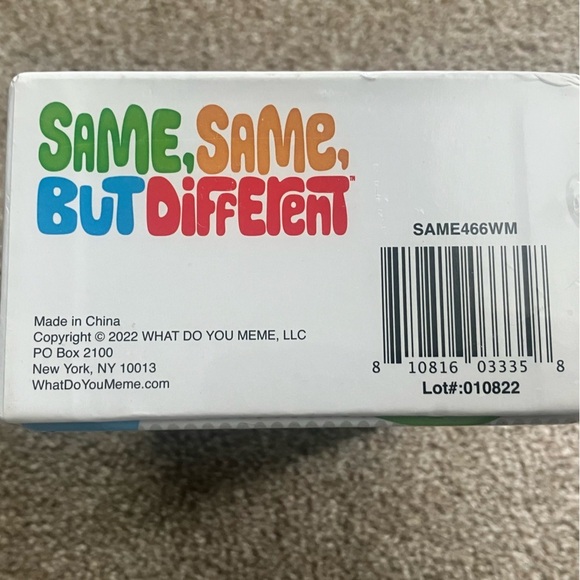 SAME, SAME,
BUT DIFFERENT™
SAME466WM
8 10816 03335 8
Lot#:010822
Made in China
Copyright © 2022 WHAT DO YOU MEME, LLC
PO Box 2100
New York, NY 10013
WhatDoYouMeme.com